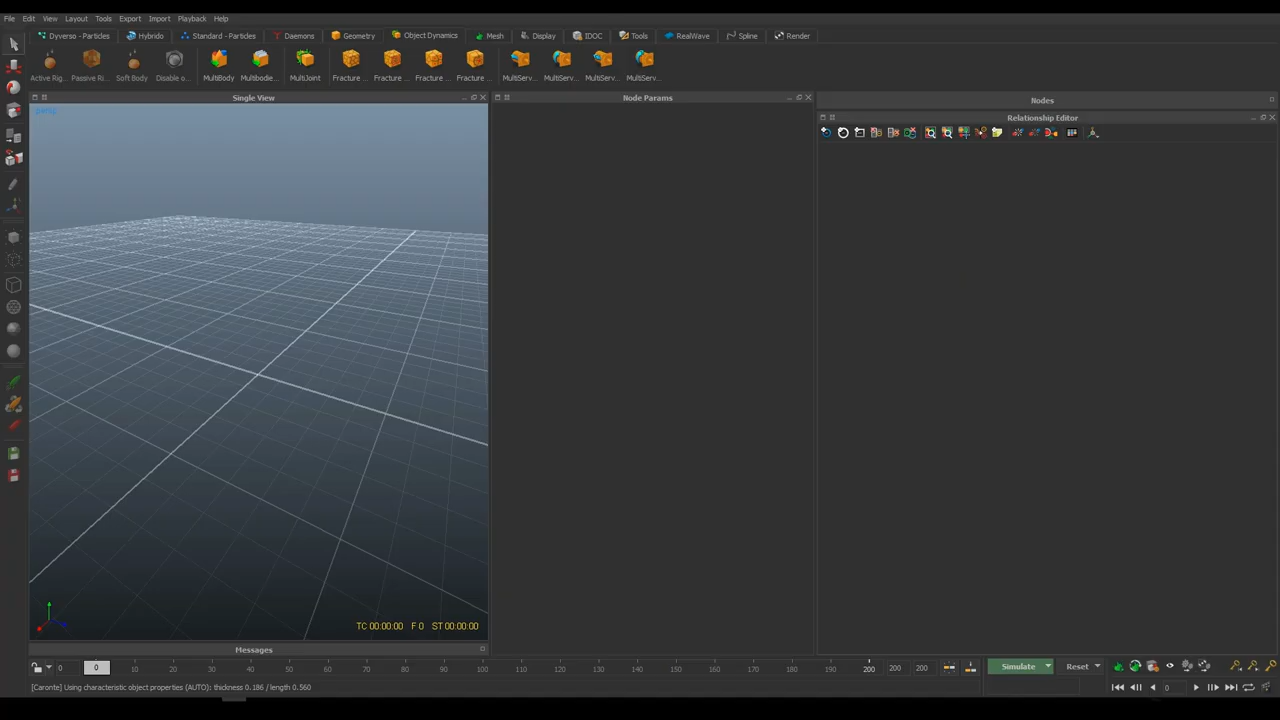 File Edit View Layout Tools Export Import Playback Help
Dyverso - Particles Hybrido Standard - Particles Daemons Geometry Object Dynamics Mesh Display IDOC Tools RealWave Spline Render
Active Rig... Passive Ri... Soft Body Disable o... MultiBody Multibodie... MultiJoint Fracture ... Fracture ... Fracture ... Fracture ... MultiServ... MultiServ... MultiServ... MultiServ...
Single View Node Params Nodes
Relationship Editor
TC 00:00:00 F 0 ST 00:00:00
Messages
0 0 10 20 30 40 50 60 70 80 90 100 110 120 130 140 150 160 170 180 190 200 200 200 Simulate Reset
[Caronte] Using characteristic object properties (AUTO): thickness 0.186 / length 0.560 0